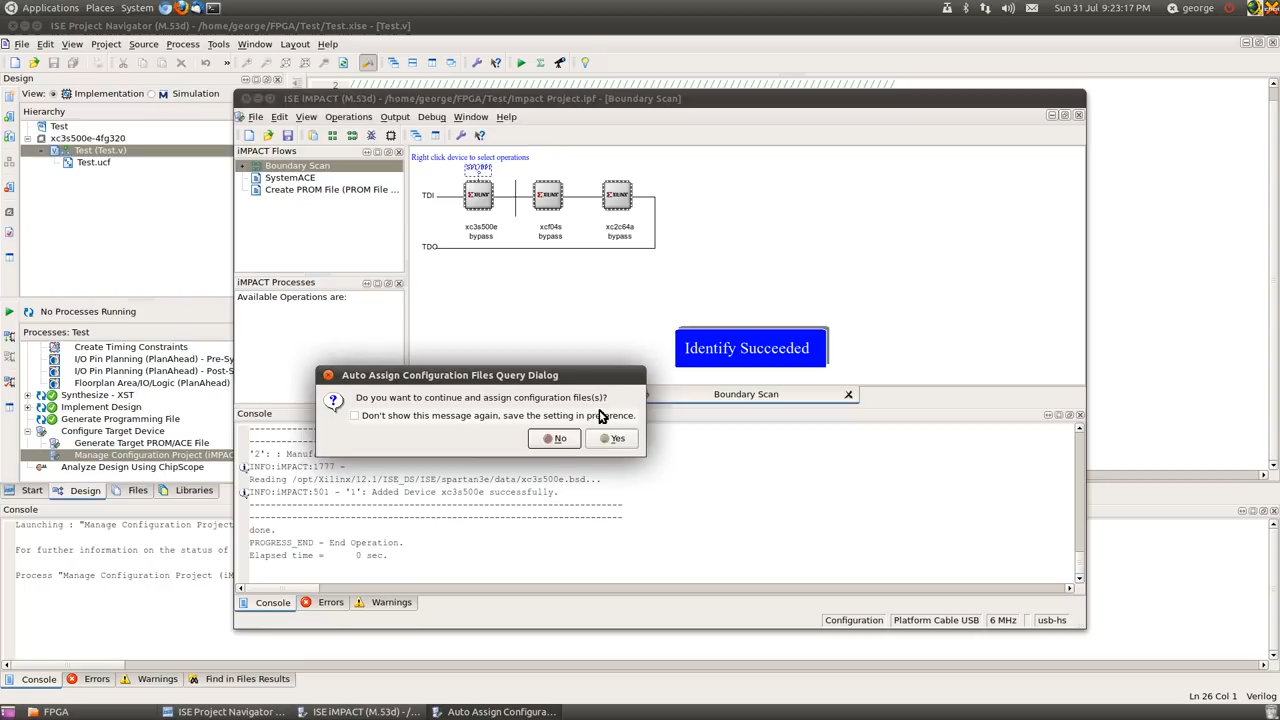 Applications Places System
Sun 31 Jul 9:23:17 PM
george
ISE Project Navigator (M.53d) - /home/george/FPGA/Test/Test.xise - [Test.v]
File Edit View Project Source Process Tools Window Layout Help
Design
View: Implementation Simulation
Hierarchy
Test
xc3s500e-4fg320
Test (Test.v)
Test.ucf
2 ////////////////////////////////////////////////////////////////////////////////
ISE iMPACT (M.53d) - /home/george/FPGA/Test/Impact Project.ipf - [Boundary Scan]
File Edit View Operations Output Debug Window Help
iMPACT Flows
Boundary Scan
SystemACE
Create PROM File (PROM File ...
Right click device to select operations
SPI/BPI
?
TDI
XILINX XILINX XILINX
xc3s500e xcf04s xc2c64a
bypass bypass bypass
TDO
iMPACT Processes
Available Operations are:
Identify Succeeded
Boundary Scan
Auto Assign Configuration Files Query Dialog
Do you want to continue and assign configuration files(s)?
Don't show this message again, save the setting in preference.
No Yes
No Processes Running
Processes: Test
Create Timing Constraints
I/O Pin Planning (PlanAhead) - Pre-Sy
I/O Pin Planning (PlanAhead) - Post-S
Floorplan Area/IO/Logic (PlanAhead)
Synthesize - XST
Implement Design
Generate Programming File
Configure Target Device
Generate Target PROM/ACE File
Manage Configuration Project (iMPAC
Analyze Design Using ChipScope
Start Design Files Libraries
Console
'2': : Manuf
INFO:iMPACT:1777 -
Reading /opt/Xilinx/12.1/ISE_DS/ISE/spartan3e/data/xc3s500e.bsd...
INFO:iMPACT:501 - '1': Added Device xc3s500e successfully.
----------------------------------------------------------------------
----------------------------------------------------------------------
done.
PROGRESS_END - End Operation.
Elapsed time = 0 sec.
Console Errors Warnings
Configuration Platform Cable USB 6 MHz usb-hs
Console
Launching : "Manage Configuration Project
For further information on the status of
Process "Manage Configuration Project (iM
Console Errors Warnings Find in Files Results
Ln 26 Col 1 Verilog
FPGA ISE Project Navigator ... ISE iMPACT (M.53d) - /... Auto Assign Configura...